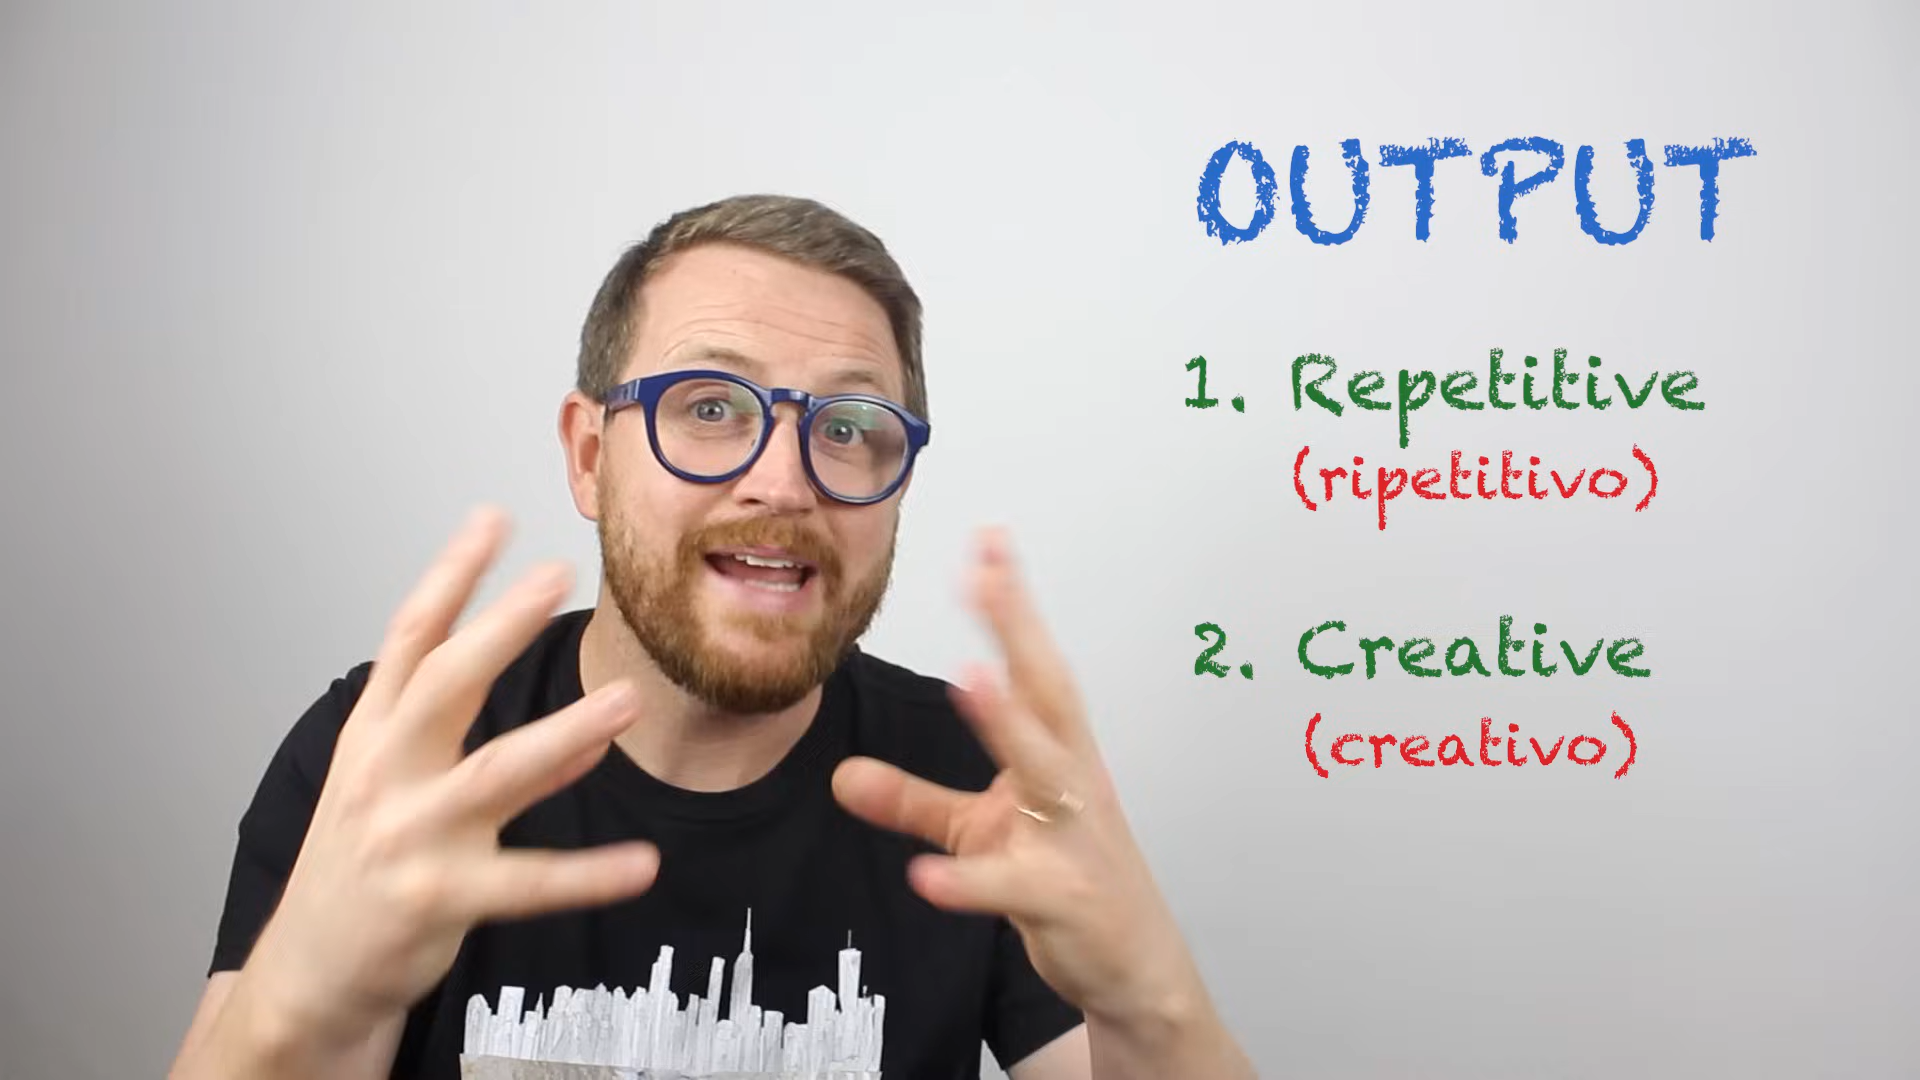 OUTPUT
1. Repetitive
(ripetitivo)
2. Creative
(creativo)